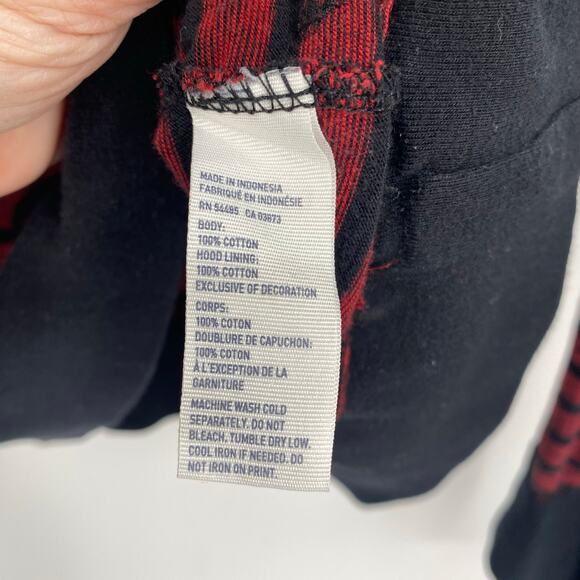 MADE IN INDONESIA
FABRIQUÉ EN INDONÉSIE
RN 54485 CA 03673
BODY:
100% COTTON
HOOD LINING:
100% COTTON
EXCLUSIVE OF DECORATION
CORPS:
100% COTON
DOUBLURE DE CAPUCHON:
100% COTON
À L'EXCEPTION DE LA
GARNITURE
MACHINE WASH COLD
SEPARATELY. DO NOT
BLEACH. TUMBLE DRY LOW.
COOL IRON IF NEEDED. DO
NOT IRON ON PRINT.